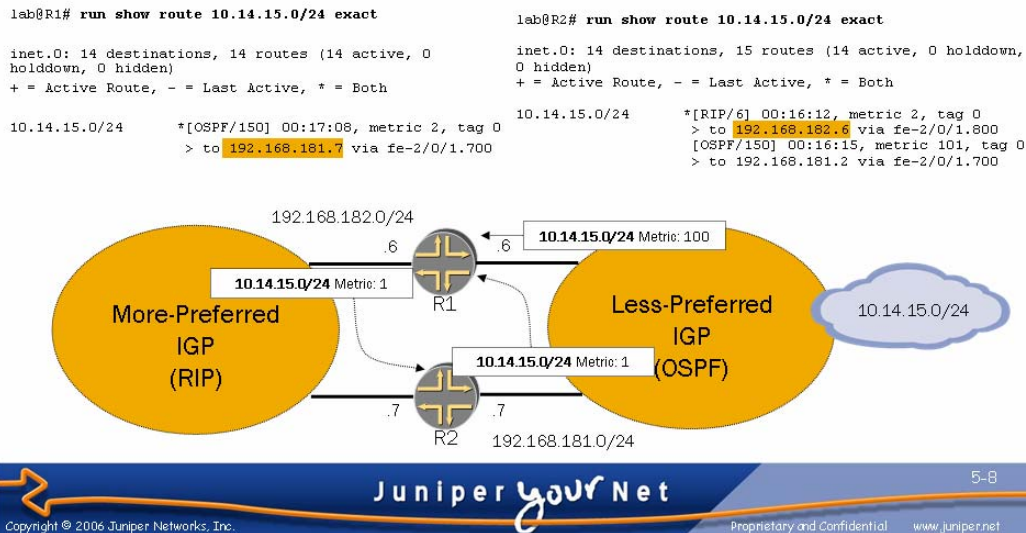 lab@R1# run show route 10.14.15.0/24 exact
inet.0: 14 destinations, 14 routes (14 active, 0
holddown, 0 hidden)
+ = Active Route, - = Last Active, * = Both
10.14.15.0/24 *[OSPF/150] 00:17:08, metric 2, tag 0
> to 192.168.181.7 via fe-2/0/1.700
lab@R2# run show route 10.14.15.0/24 exact
inet.0: 14 destinations, 15 routes (14 active, 0 holddown,
0 hidden)
+ = Active Route, - = Last Active, * = Both
10.14.15.0/24 *[RIP/6] 00:16:12, metric 2, tag 0
> to 192.168.182.6 via fe-2/0/1.800
[OSPF/150] 00:16:15, metric 101, tag 0
> to 192.168.181.2 via fe-2/0/1.700
192.168.182.0/24
.6
.6
10.14.15.0/24 Metric: 100
10.14.15.0/24 Metric: 1
R1
More-Preferred
IGP
(RIP)
Less-Preferred
IGP
(OSPF)
10.14.15.0/24
10.14.15.0/24 Metric: 1
.7
.7
R2
192.168.181.0/24
Juniper your Net
5-8
Copyright © 2006 Juniper Networks, Inc.
Proprietary and Confidential www.juniper.net